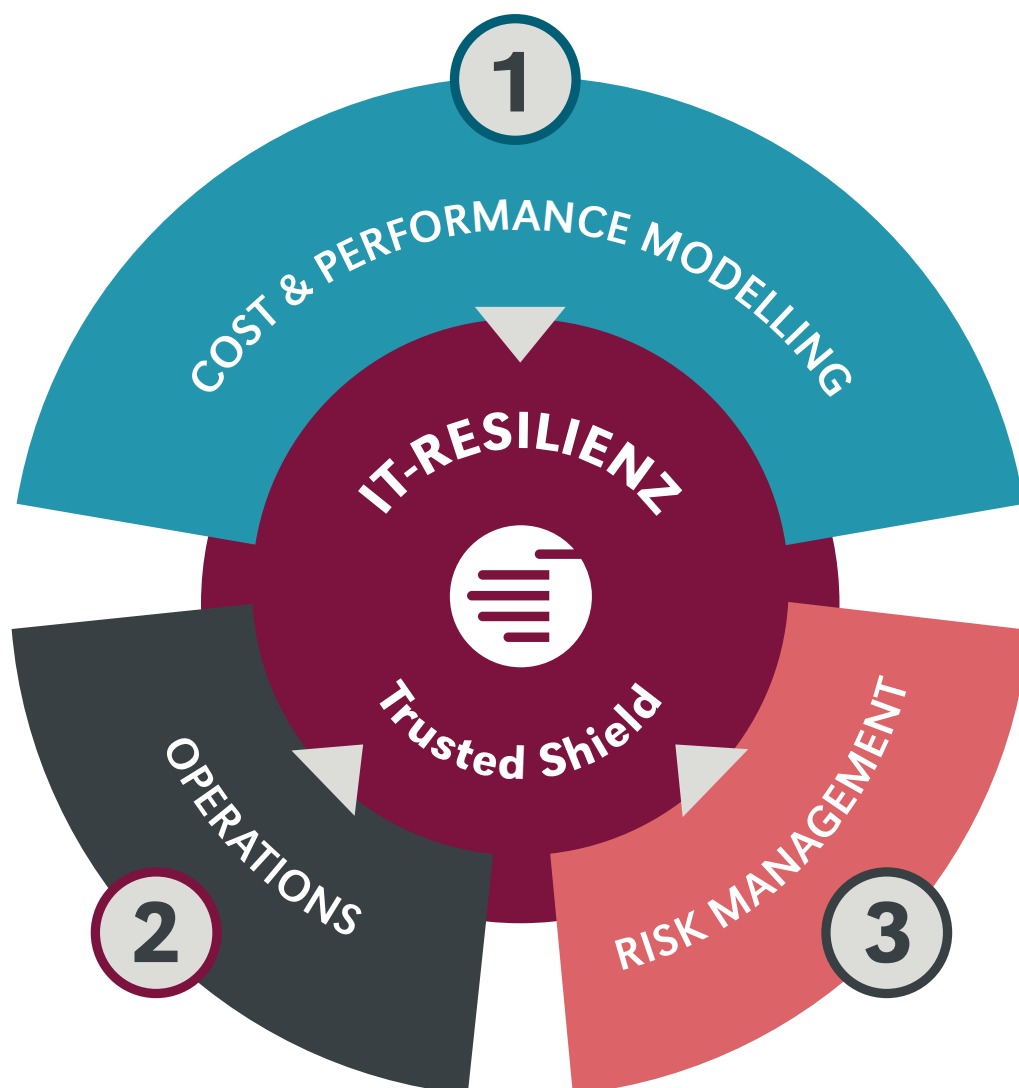 1
COST & PERFORMANCE MODELLING
IT-RESILIENZ
Trusted Shield
OPERATIONS
2
RISK MANAGEMENT
3